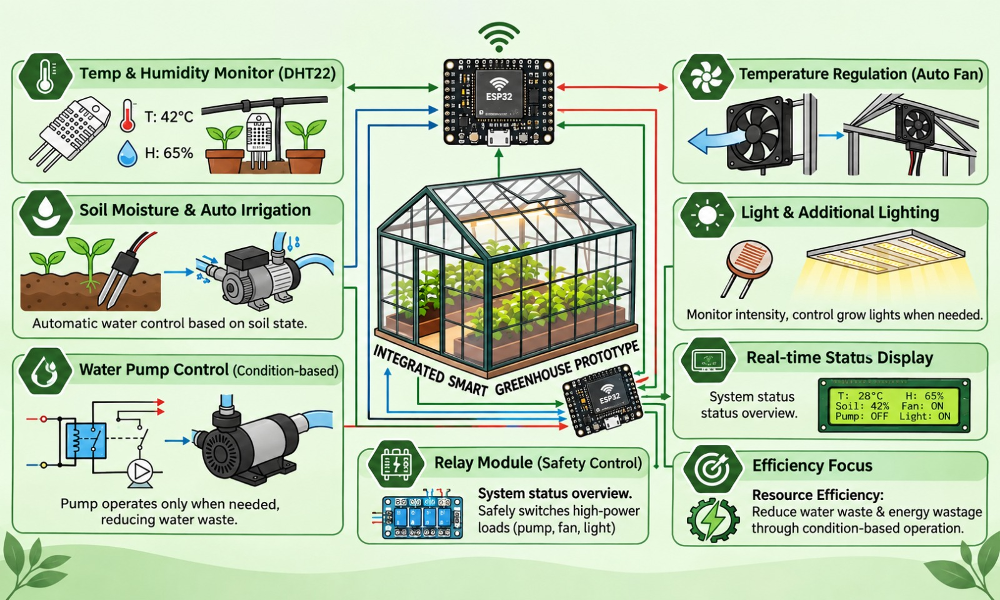 Temp & Humidity Monitor (DHT22)
T: 42°C
H: 65%
Soil Moisture & Auto Irrigation
Automatic water control based on soil state.
Water Pump Control (Condition-based)
Pump operates only when needed,
reducing water waste.
ESP32
INTEGRATED SMART GREENHOUSE PROTOTYPE
ESP32
Relay Module (Safety Control)
System status overview.
Safely switches high-power
loads (pump, fan, light)
Temperature Regulation (Auto Fan)
Light & Additional Lighting
Monitor intensity, control grow lights when needed.
Real-time Status Display
System status
status overview.
T: 28°C H: 65%
Soil: 42% Fan: ON
Pump: OFF Light: ON
Efficiency Focus
Resource Efficiency:
Reduce water waste & energy wastage
through condition-based operation.